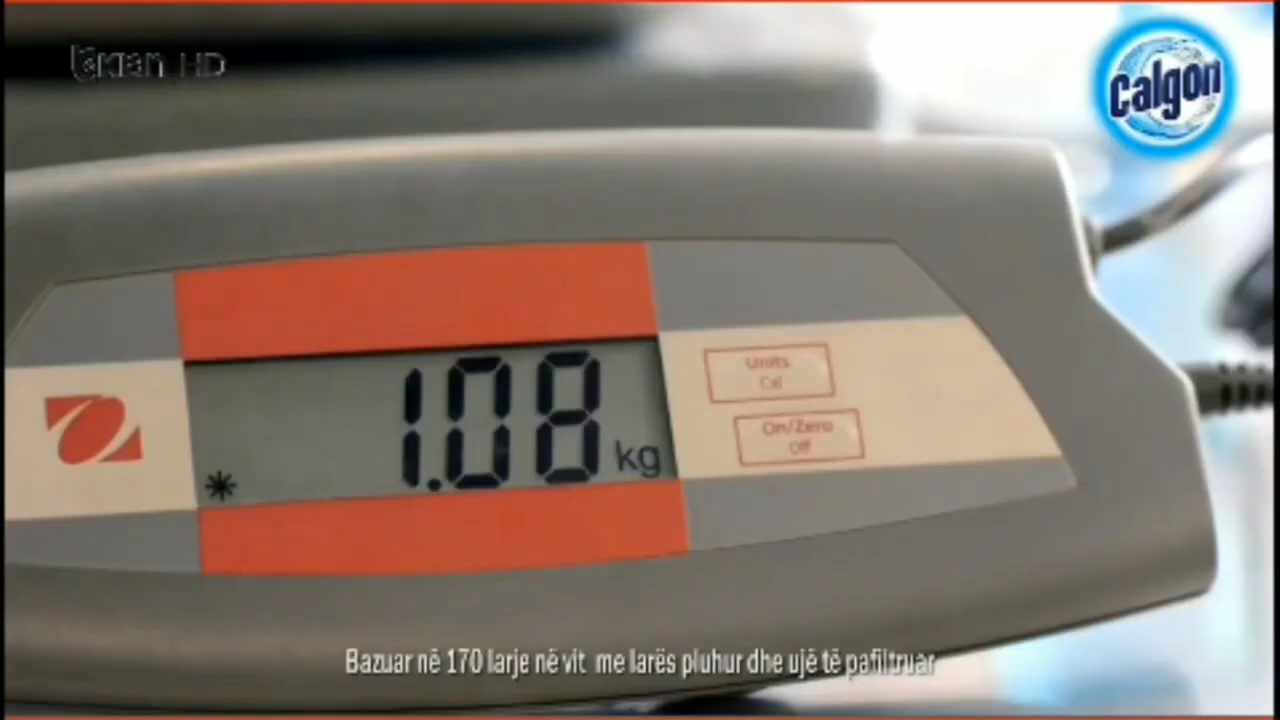 klan HD
Calgon
1.08 kg
Units
Cal
On/Zero
Off
Bazuar në 170 larje në vit me larës pluhur dhe ujë të pafiltruar